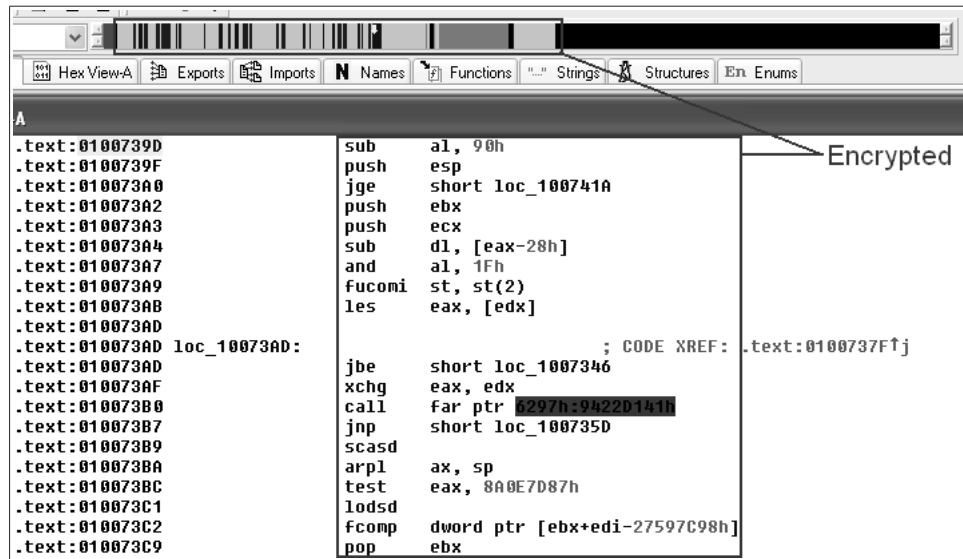 Hex View-A Exports Imports N Names Functions "..." Strings Structures En Enums
A
Encrypted
.text:0100739D sub al, 90h
.text:0100739F push esp
.text:010073A0 jge short loc_100741A
.text:010073A2 push ebx
.text:010073A3 push ecx
.text:010073A4 sub dl, [eax-28h]
.text:010073A7 and al, 1Fh
.text:010073A9 fucomi st, st(2)
.text:010073AB les eax, [edx]
.text:010073AD
.text:010073AD loc_10073AD: ; CODE XREF: .text:0100737F↑j
.text:010073AD jbe short loc_1007346
.text:010073AF xchg eax, edx
.text:010073B0 call far ptr 6297h:9422D141h
.text:010073B7 jnp short loc_100735D
.text:010073B9 scasd
.text:010073BA arpl ax, sp
.text:010073BC test eax, 8A0E7D87h
.text:010073C1 lodsd
.text:010073C2 fcomp dword ptr [ebx+edi-27597C98h]
.text:010073C9 pop ebx